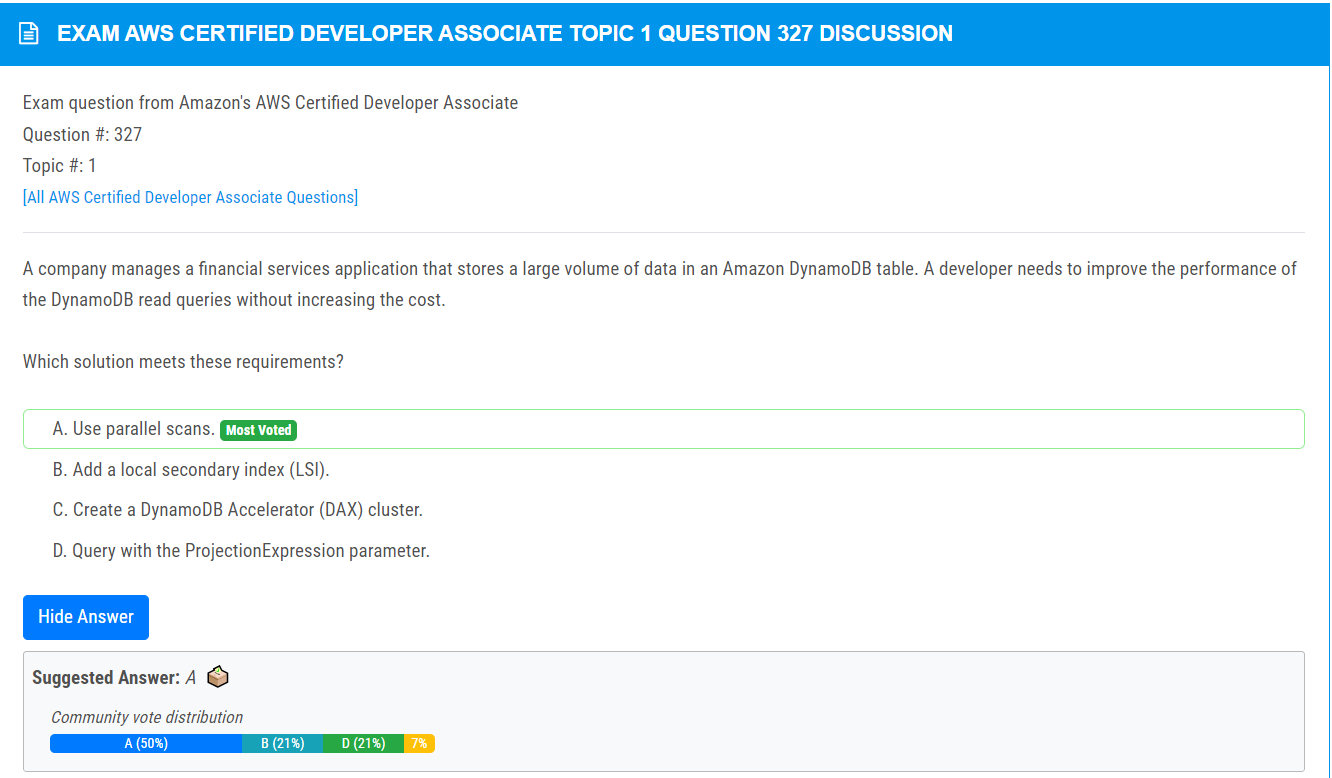 EXAM AWS CERTIFIED DEVELOPER ASSOCIATE TOPIC 1 QUESTION 327 DISCUSSION
Exam question from Amazon's AWS Certified Developer Associate
Question #: 327
Topic #: 1
[All AWS Certified Developer Associate Questions]
A company manages a financial services application that stores a large volume of data in an Amazon DynamoDB table. A developer needs to improve the performance of
the DynamoDB read queries without increasing the cost.
Which solution meets these requirements?
A. Use parallel scans. Most Voted
B. Add a local secondary index (LSI).
C. Create a DynamoDB Accelerator (DAX) cluster.
D. Query with the ProjectionExpression parameter.
Hide Answer
Suggested Answer: A
Community vote distribution
A (50%) B (21%) D (21%) 7%